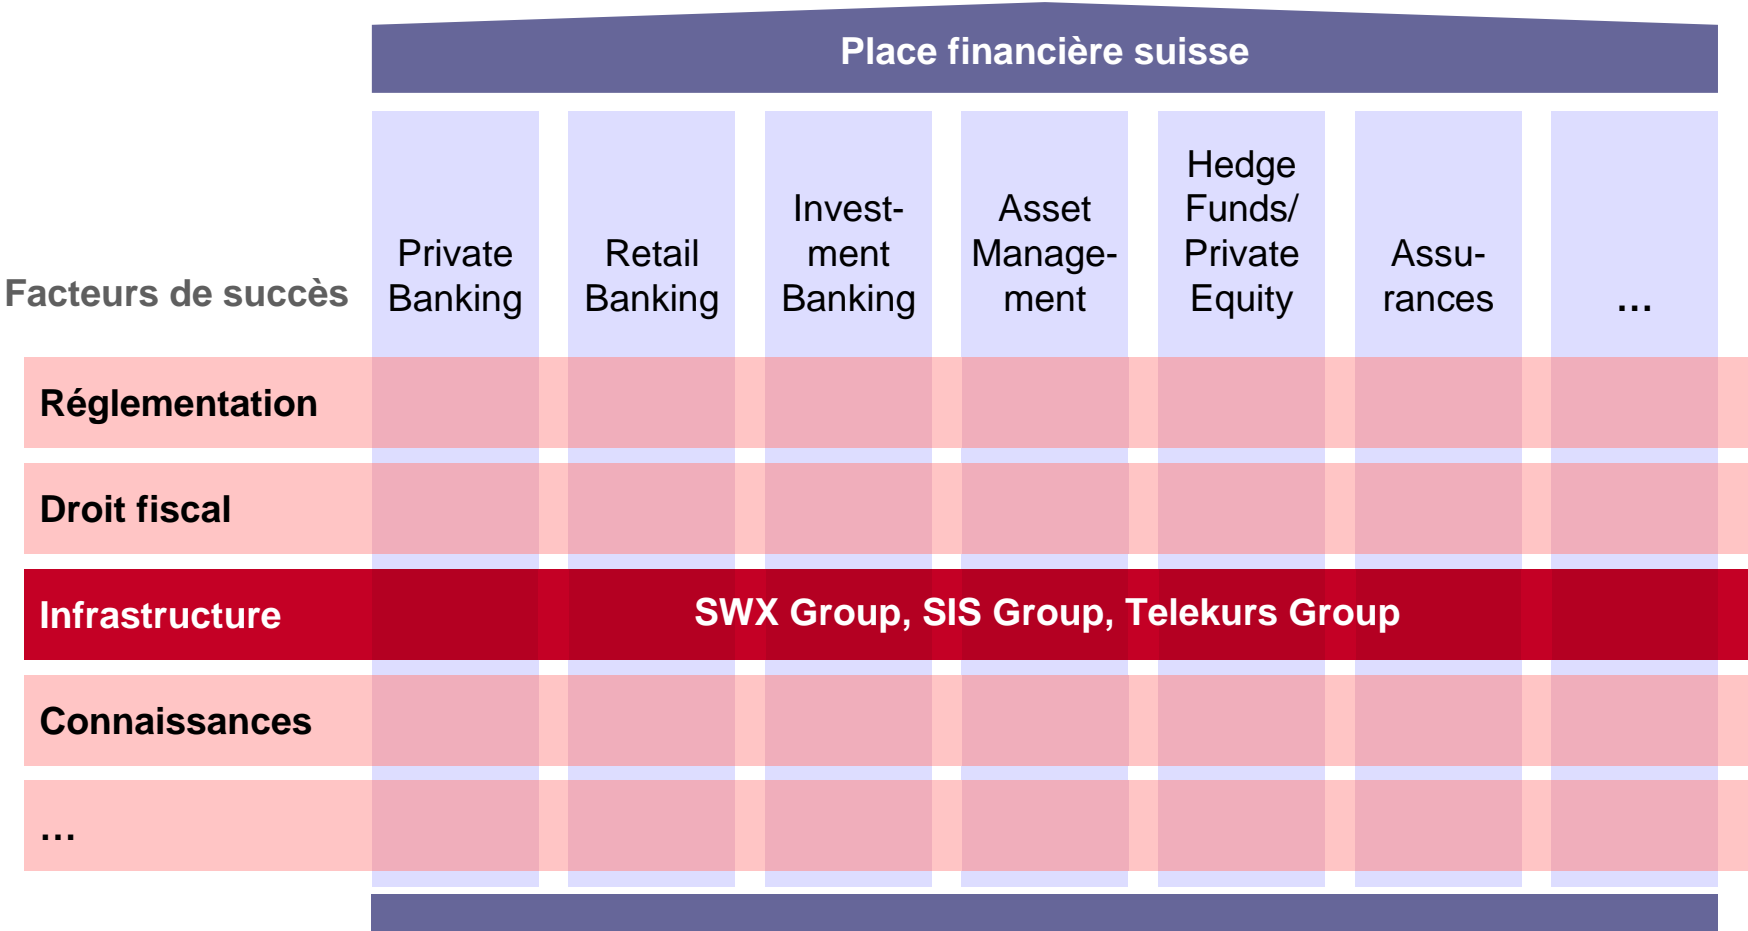 Place financière suisse
Facteurs de succès
Private
Banking
Retail
Banking
Invest-
ment
Banking
Asset
Manage-
ment
Hedge
Funds/
Private
Equity
Assu-
rances
...
Réglementation
Droit fiscal
Infrastructure
SWX Group, SIS Group, Telekurs Group
Connaissances
...